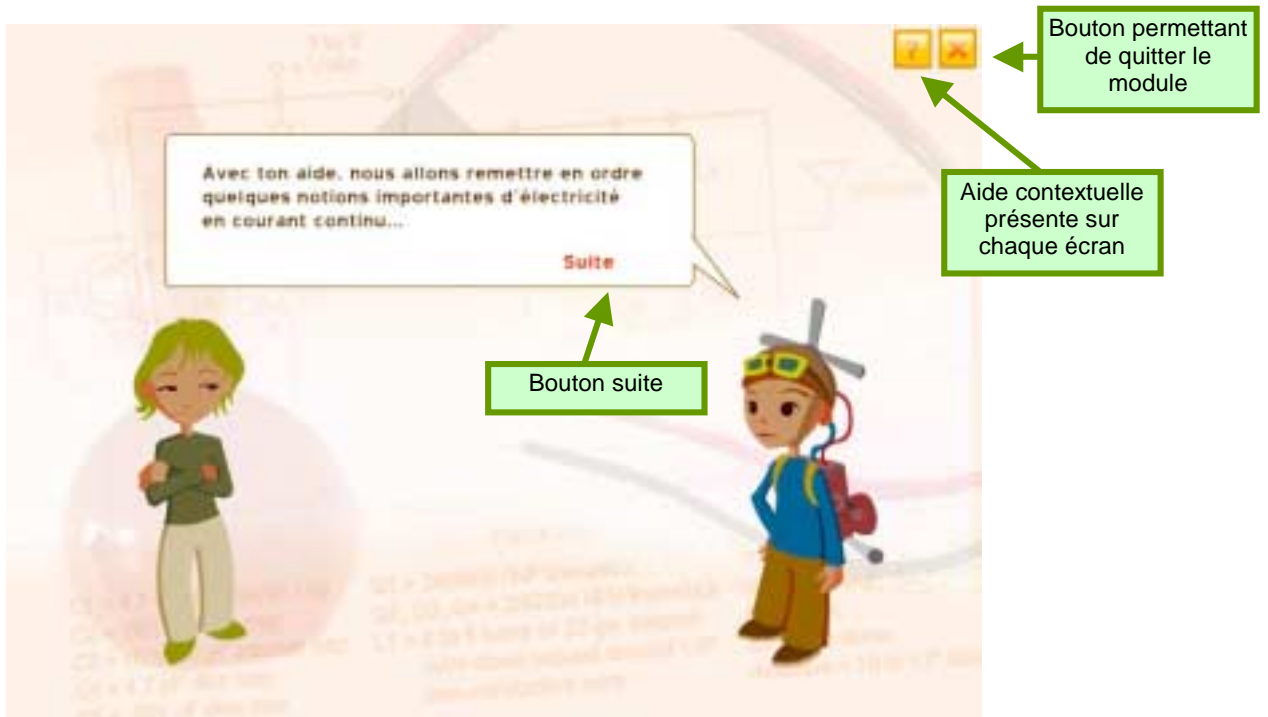 Bouton permettant
de quitter le
module
?
Avec ton aide, nous allons remettre en ordre
quelques notions importantes d'électricité
en courant continu...
Suite
Aide contextuelle
présente sur
chaque écran
Bouton suite